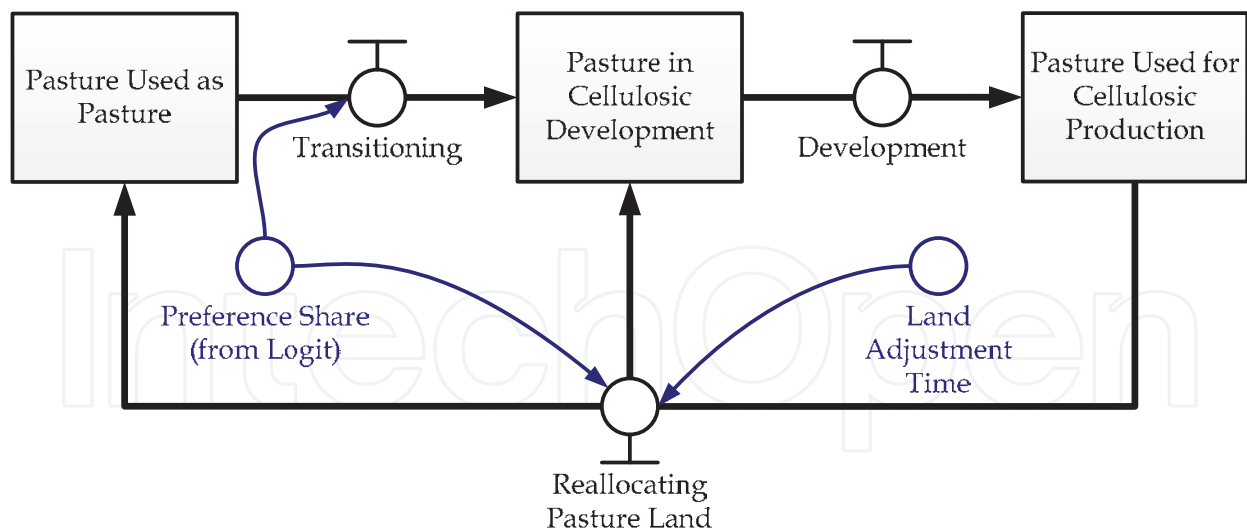 Pasture Used as
Pasture
Transitioning
Pasture in
Cellulosic
Development
Development
Pasture Used for
Cellulosic
Production
Preference Share
(from Logit)
Land
Adjustment
Time
Reallocating
Pasture Land
IntechOpen